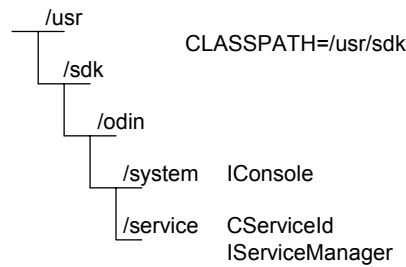 /usr
CLASSPATH=/usr/sdk
/sdk
/odin
/system IConsole
/service CServiceId
IServiceManager